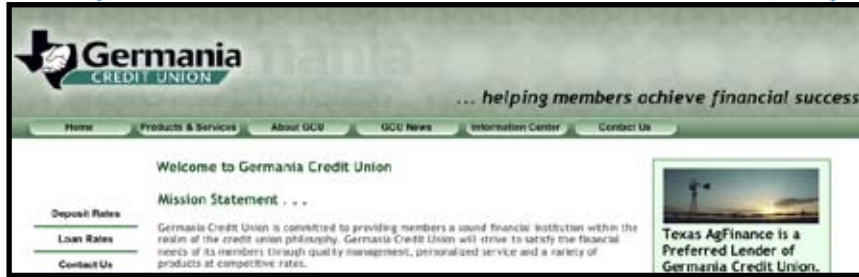 Germania
CREDIT UNION
... helping members achieve financial success
Home Products & Services About GCU GCU News Information Center Contact Us
Welcome to Germania Credit Union
Mission Statement . . .
Deposit Rates
Loan Rates
Contact Us
Germania Credit Union is committed to providing members a sound financial institution within the
realm of the credit union philosophy. Germania Credit Union will strive to satisfy the financial
needs of its members through quality management, personalized service and a variety of
products at competitive rates.
Texas AgFinance is a
Preferred Lender of
Germania Credit Union.